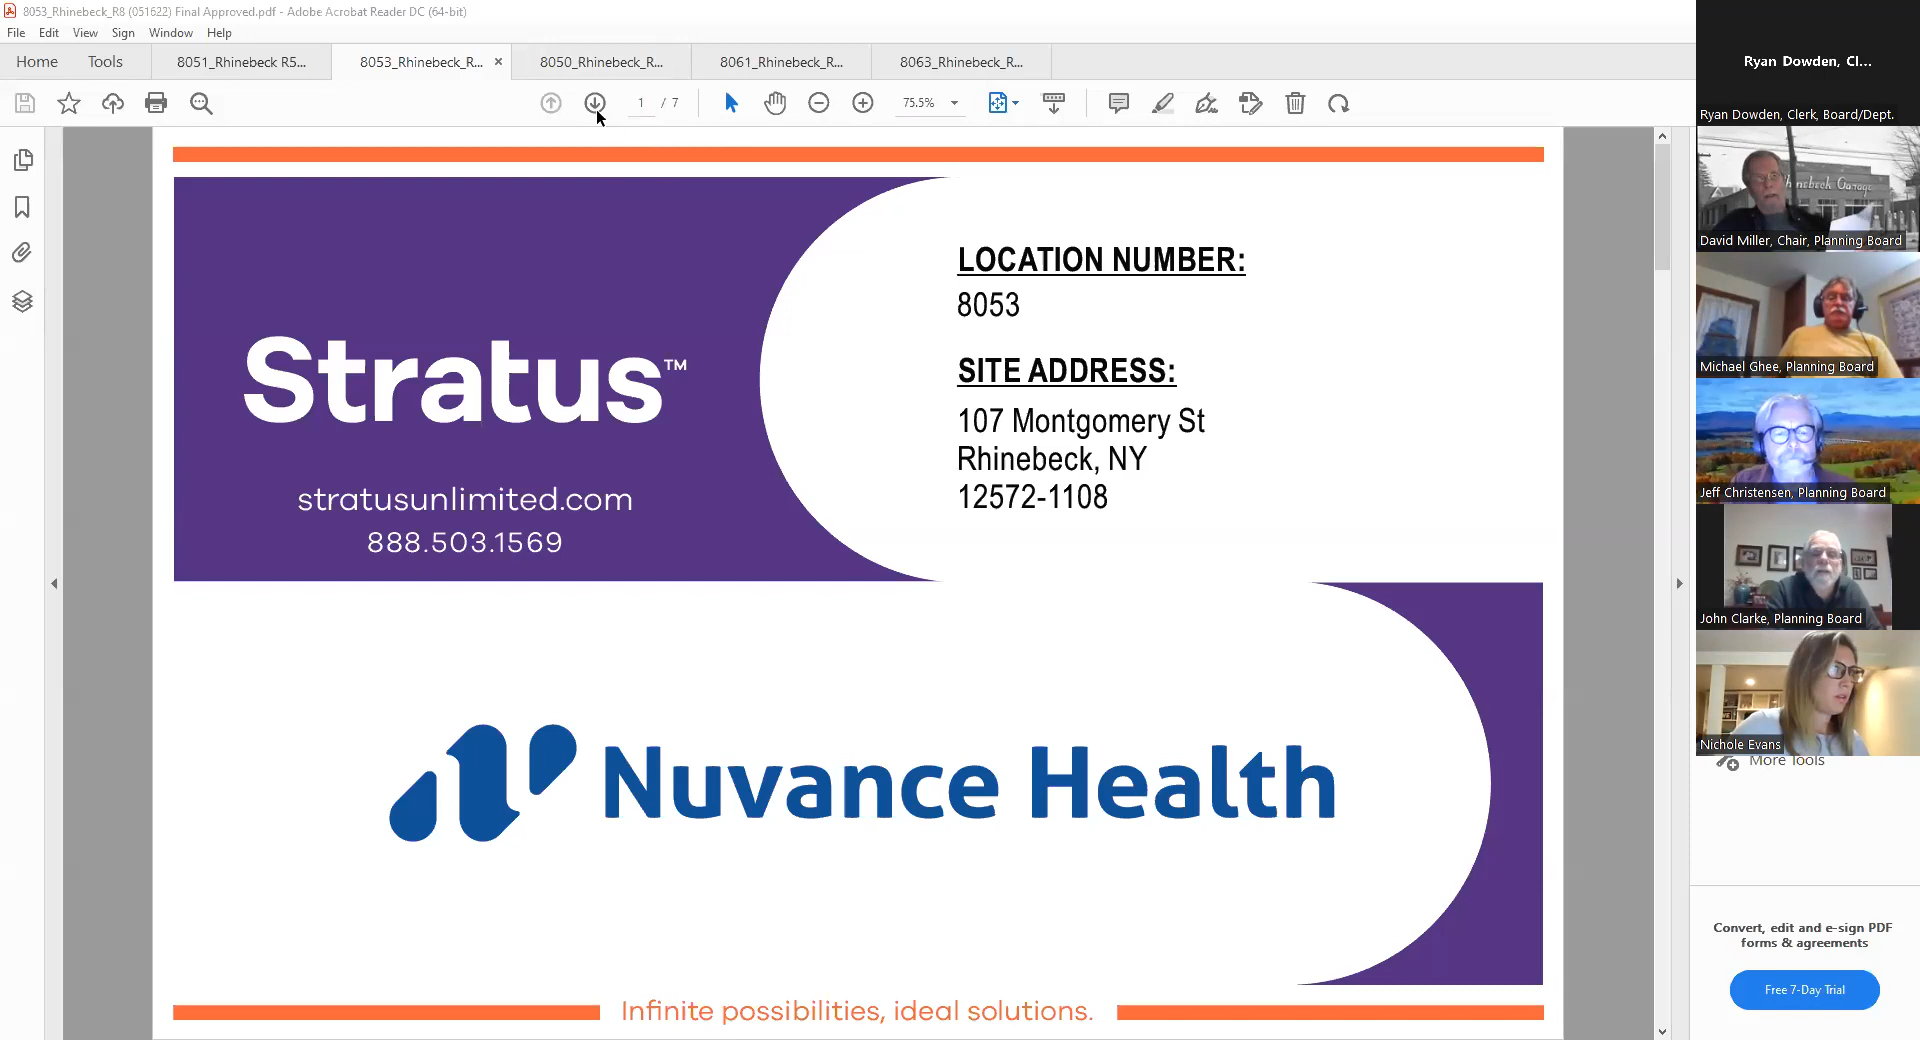 8053_Rhinebeck_R8 (051622) Final Approved.pdf - Adobe Acrobat Reader DC (64-bit)
File Edit View Sign Window Help
Home Tools 8051_Rhinebeck R5... 8053_Rhinebeck_R... × 8050_Rhinebeck_R... 8061_Rhinebeck_R... 8063_Rhinebeck_R...
1 / 7 75.5%
LOCATION NUMBER:
8053
SITE ADDRESS:
107 Montgomery St
Rhinebeck, NY
12572-1108
Stratus™
stratusunlimited.com
888.503.1569
Nuvance Health
Infinite possibilities, ideal solutions.
Ryan Dowden, Cl...
Ryan Dowden, Clerk, Board/Dept.
hinebeck Garage
David Miller, Chair, Planning Board
Michael Ghee, Planning Board
Jeff Christensen, Planning Board
John Clarke, Planning Board
Nichole Evans
More Tools
Convert, edit and e-sign PDF
forms & agreements
Free 7-Day Trial